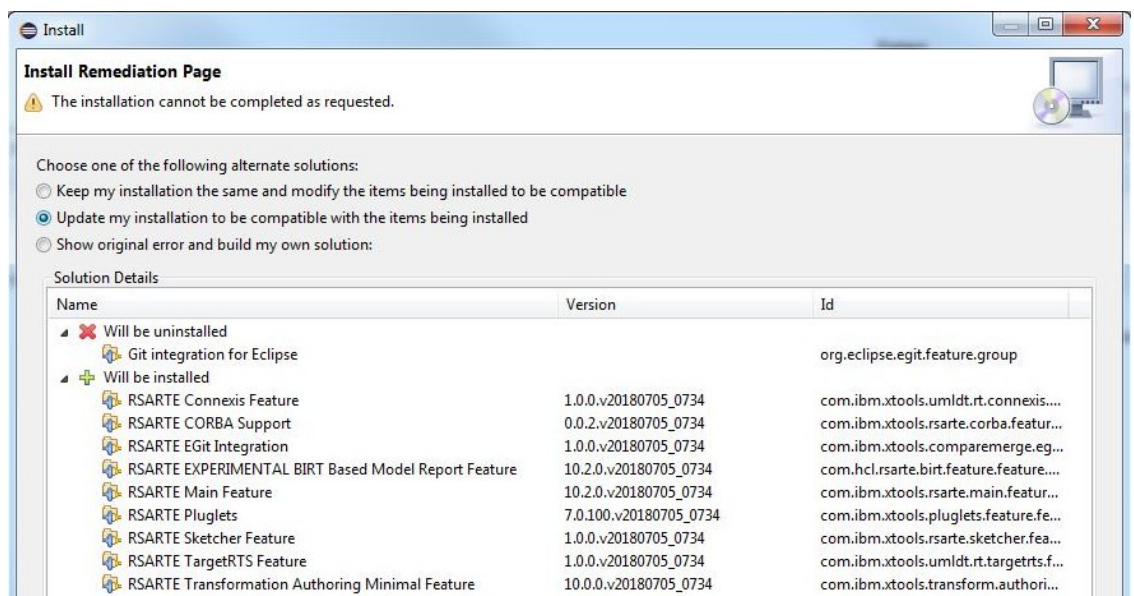 Install
Install Remediation Page
The installation cannot be completed as requested.
Choose one of the following alternate solutions:
Keep my installation the same and modify the items being installed to be compatible
Update my installation to be compatible with the items being installed
Show original error and build my own solution:
Solution Details
Name Version Id
Will be uninstalled
Git integration for Eclipse org.eclipse.egit.feature.group
Will be installed
RSARTE Connexis Feature 1.0.0.v20180705_0734 com.ibm.xtools.umldt.rt.connexis....
RSARTE CORBA Support 0.0.2.v20180705_0734 com.ibm.xtools.rsarte.corba.featur...
RSARTE EGit Integration 1.0.0.v20180705_0734 com.ibm.xtools.comparemerge.eg...
RSARTE EXPERIMENTAL BIRT Based Model Report Feature 10.2.0.v20180705_0734 com.hcl.rsarte.birt.feature.feature....
RSARTE Main Feature 10.2.0.v20180705_0734 com.ibm.xtools.rsarte.main.featur...
RSARTE Pluglets 7.0.100.v20180705_0734 com.ibm.xtools.pluglets.feature.fe...
RSARTE Sketcher Feature 1.0.0.v20180705_0734 com.ibm.xtools.rsarte.sketcher.fea...
RSARTE TargetRTS Feature 1.0.0.v20180705_0734 com.ibm.xtools.umldt.rt.targetrts.f...
RSARTE Transformation Authoring Minimal Feature 10.0.0.v20180705_0734 com.ibm.xtools.transform.authori...